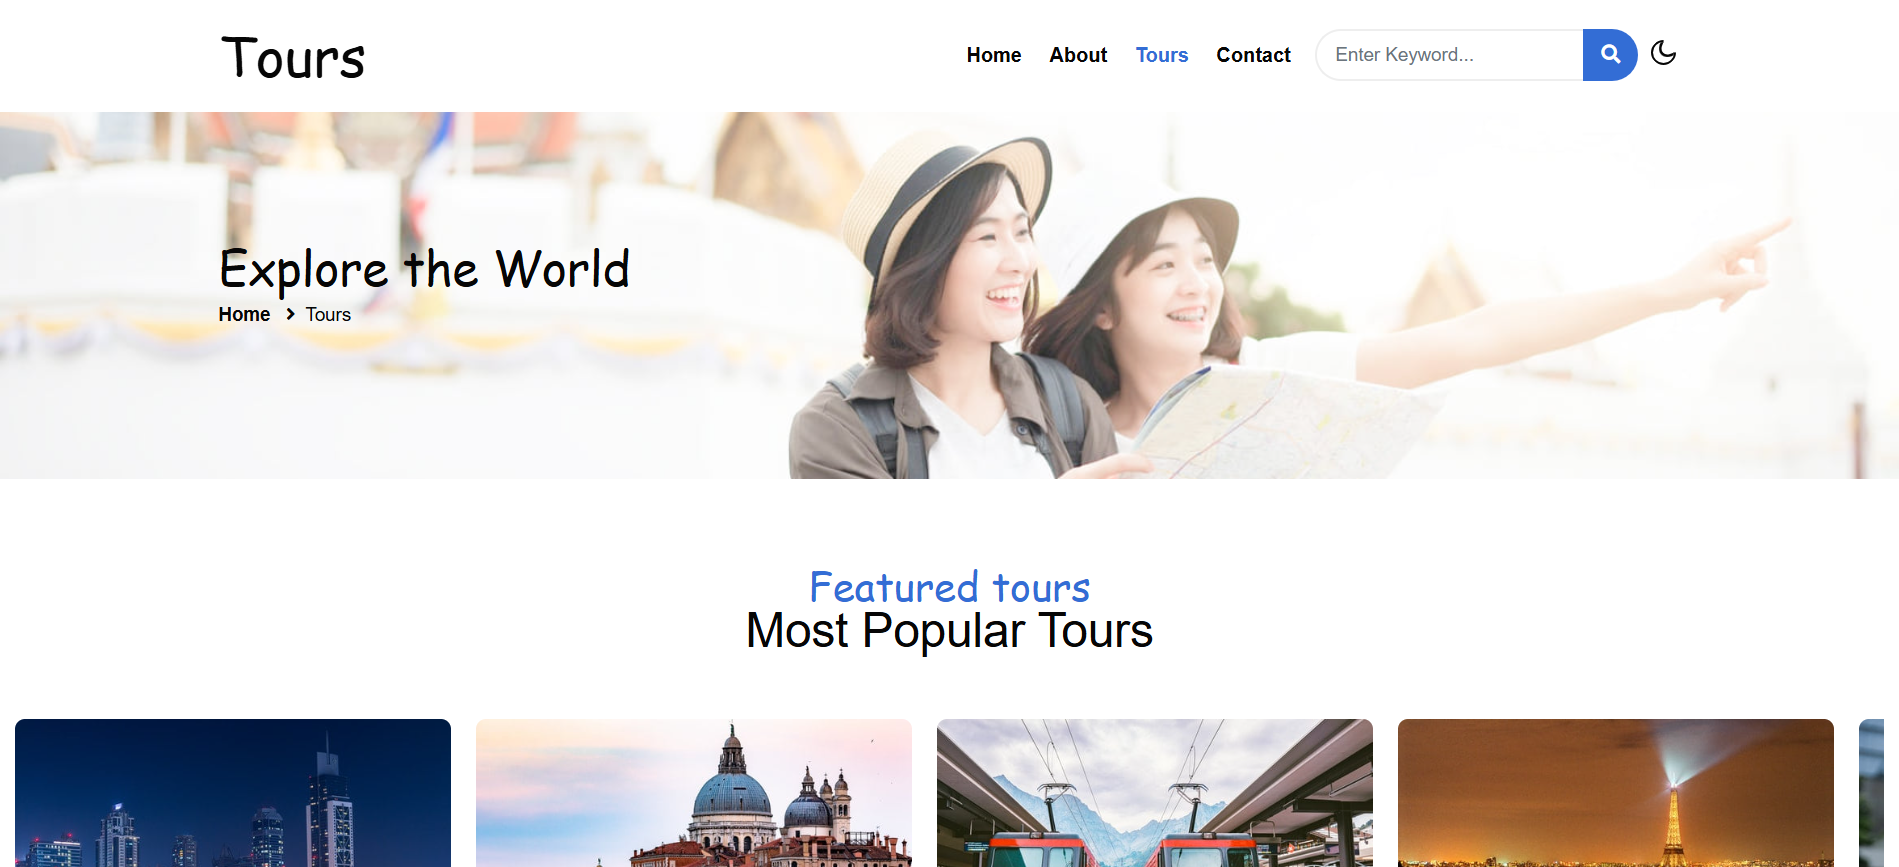 Tours
Home About Tours Contact Enter Keyword...
Explore the World
Home Tours
Featured tours
Most Popular Tours